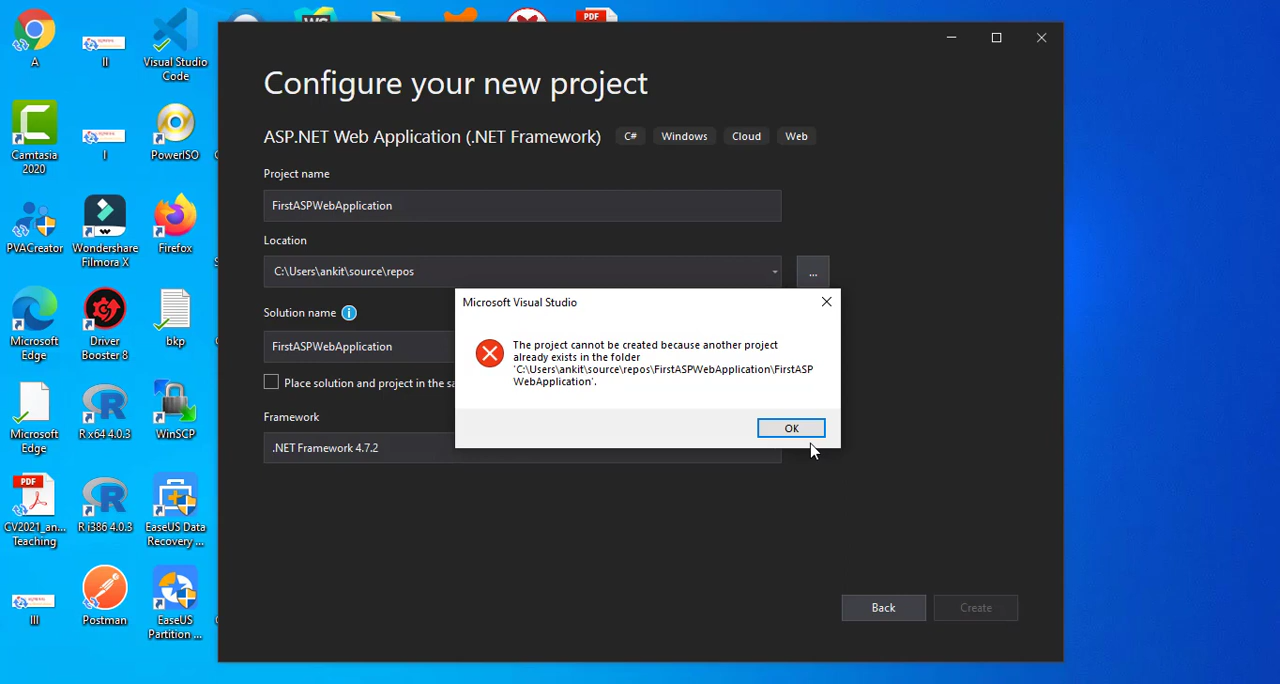 A
II
Visual Studio
Code
WS
PDF
Camtasia
2020
I
PowerISO
PVACreator
Wondershare
Filmora X
Firefox
Microsoft
Edge
Driver
Booster 8
bkp
Microsoft
Edge
R x64 4.0.3
WinSCP
PDF
CV2021_an...
Teaching
R i386 4.0.3
EaseUS Data
Recovery ...
III
Postman
EaseUS
Partition ...
Configure your new project
ASP.NET Web Application (.NET Framework) C# Windows Cloud Web
Project name
FirstASPWebApplication
Location
C:\Users\ankit\source\repos
...
Solution name
FirstASPWebApplication
Place solution and project in the sa
Framework
.NET Framework 4.7.2
Microsoft Visual Studio
The project cannot be created because another project
already exists in the folder
'C:\Users\ankit\source\repos\FirstASPWebApplication\FirstASP
WebApplication'.
OK
Back
Create